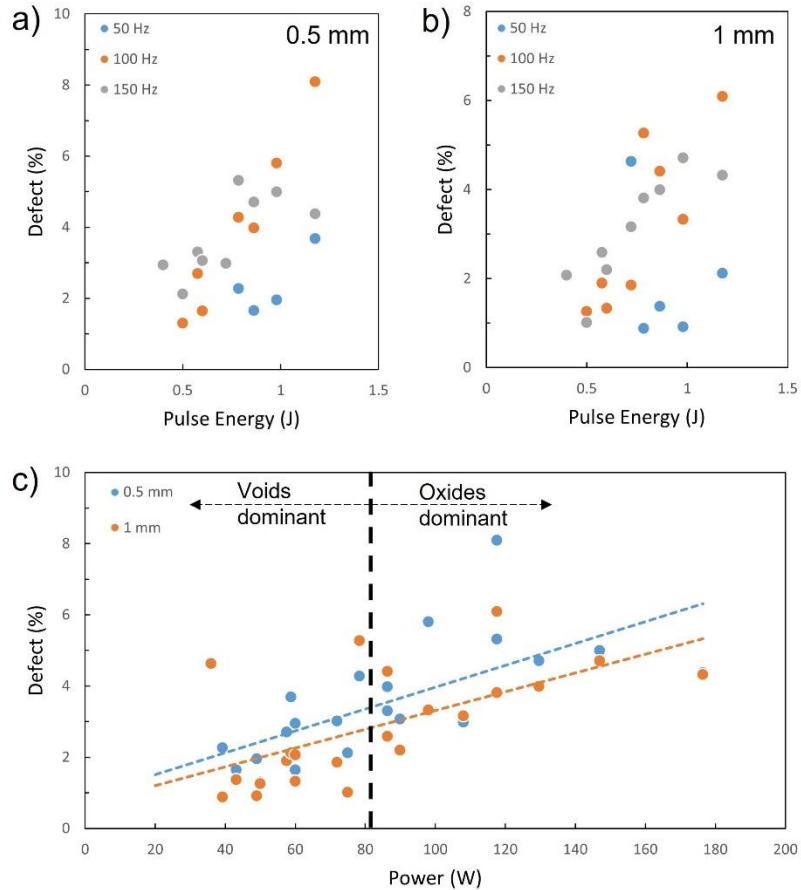 a)
0.5 mm
50 Hz
100 Hz
150 Hz
10
8
6
4
2
0
Defect (%)
0
0.5
1
1.5
Pulse Energy (J)
b)
1 mm
50 Hz
100 Hz
150 Hz
8
6
4
2
0
Defect (%)
0
0.5
1
1.5
Pulse Energy (J)
c)
0.5 mm
1 mm
Voids
dominant
Oxides
dominant
10
8
6
4
2
0
Defect (%)
0
20
40
60
80
100
120
140
160
180
200
Power (W)